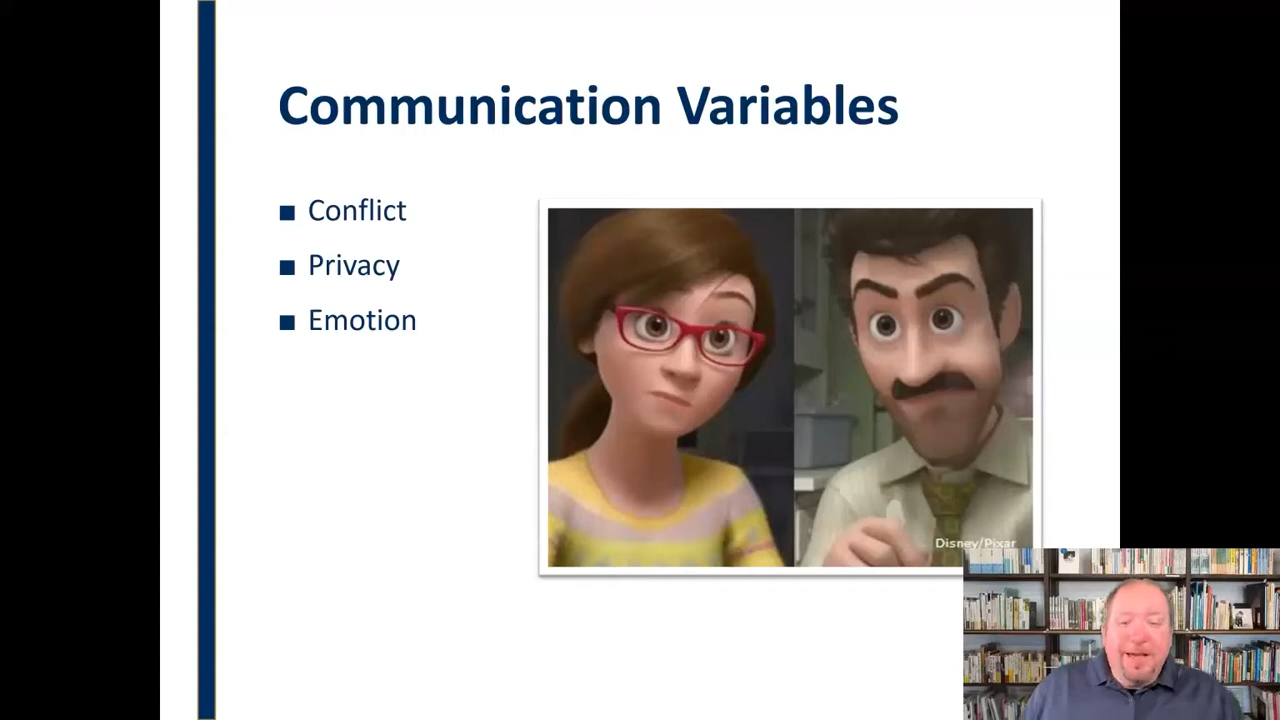 Communication Variables
Conflict
Privacy
Emotion
Disney/Pixar